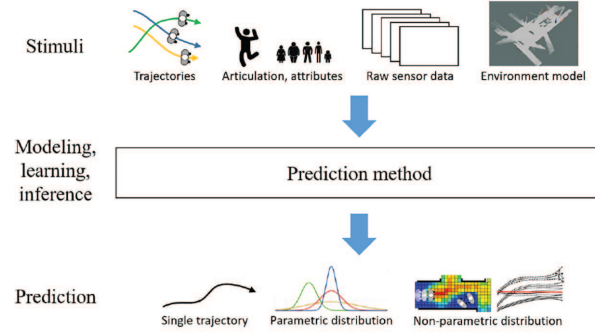 Stimuli
Trajectories
Articulation, attributes
Raw sensor data
Environment model
Modeling,
learning,
inference
Prediction method
Prediction
Single trajectory
Parametric distribution
Non-parametric distribution